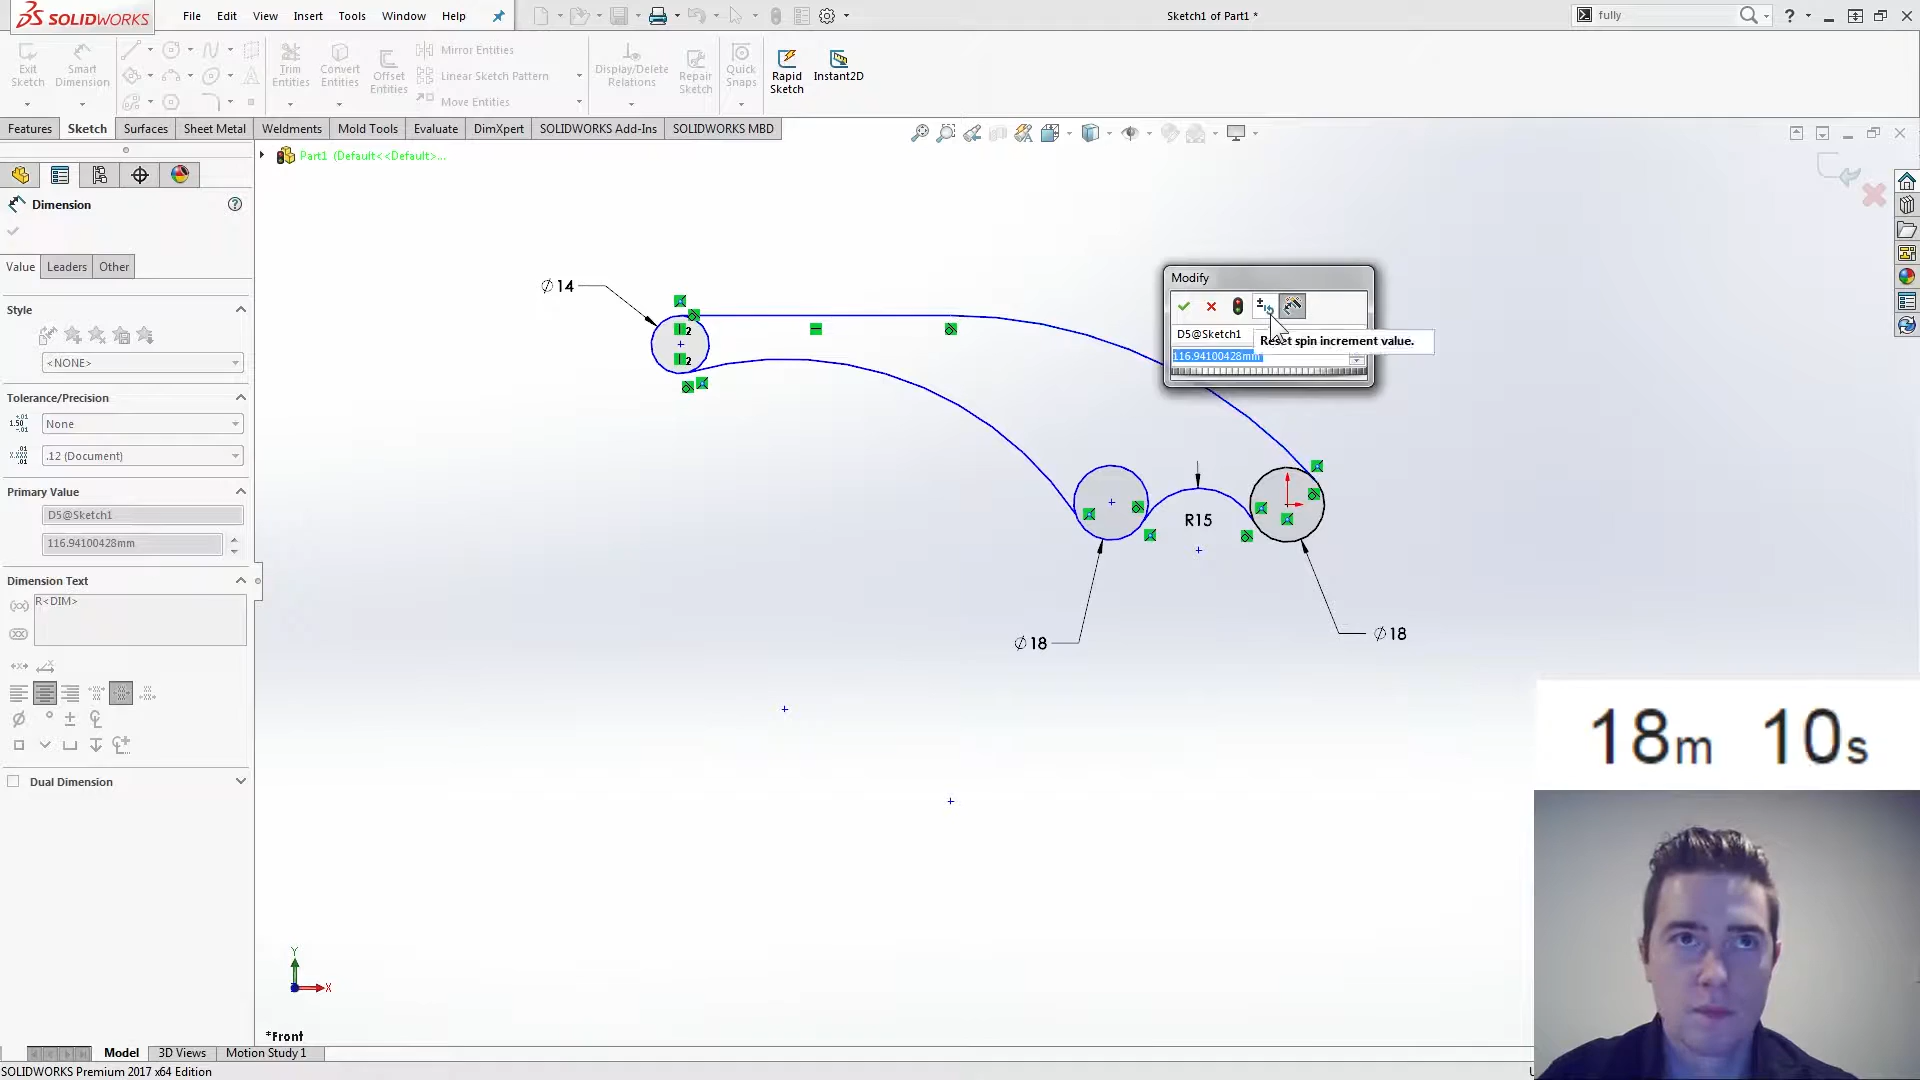 SOLIDWORKS
File Edit View Insert Tools Window Help
Sketch1 of Part1 *
fully
Exit Sketch
Smart Dimension
Trim Entities
Convert Entities
Offset Entities
Mirror Entities
Linear Sketch Pattern
Move Entities
Display/Delete Relations
Repair Sketch
Quick Snaps
Rapid Sketch
Instant2D
Features Sketch Surfaces Sheet Metal Weldments Mold Tools Evaluate DimXpert SOLIDWORKS Add-Ins SOLIDWORKS MBD
Part1 (Default<<Default>...
Dimension
Value Leaders Other
Style
<NONE>
Tolerance/Precision
None
.12 (Document)
Primary Value
D5@Sketch1
116.94100428mm
Dimension Text
R<DIM>
Dual Dimension
∅14
2
2
Modify
D5@Sketch1
Reset spin increment value.
116.94100428mm
R15
∅18
∅18
18m 10s
Y
X
*Front
Model 3D Views Motion Study 1
SOLIDWORKS Premium 2017 x64 Edition